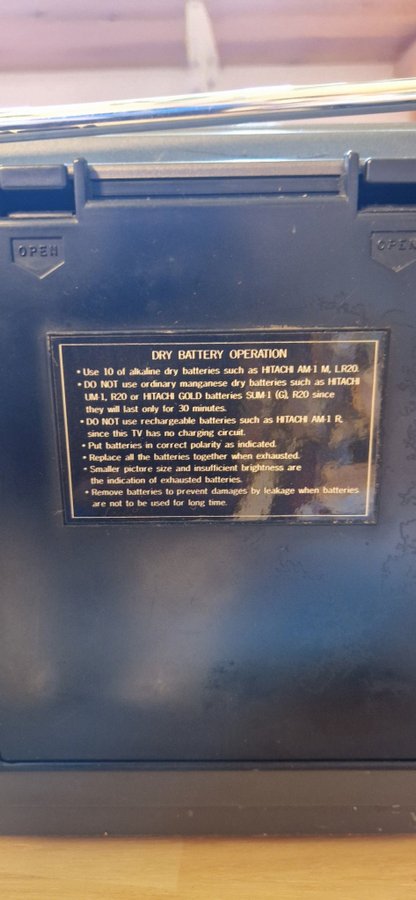 OPEN
OPEN
DRY BATTERY OPERATION
• Use 10 of alkaline dry batteries such as HITACHI AM-1 M, LR20.
• DO NOT use ordinary manganese dry batteries such as HITACHI
UM-1, R20 or HITACHI GOLD batteries SUM-1 (G), R20 since
they will last only for 30 minutes.
• DO NOT use rechargeable batteries such as HITACHI AM-1 R,
since this TV has no charging circuit.
• Put batteries in correct polarity as indicated.
• Replace all the batteries together when exhausted.
• Smaller picture size and insufficient brightness are
the indication of exhausted batteries.
• Remove batteries to prevent damages by leakage when batteries
are not to be used for long time.